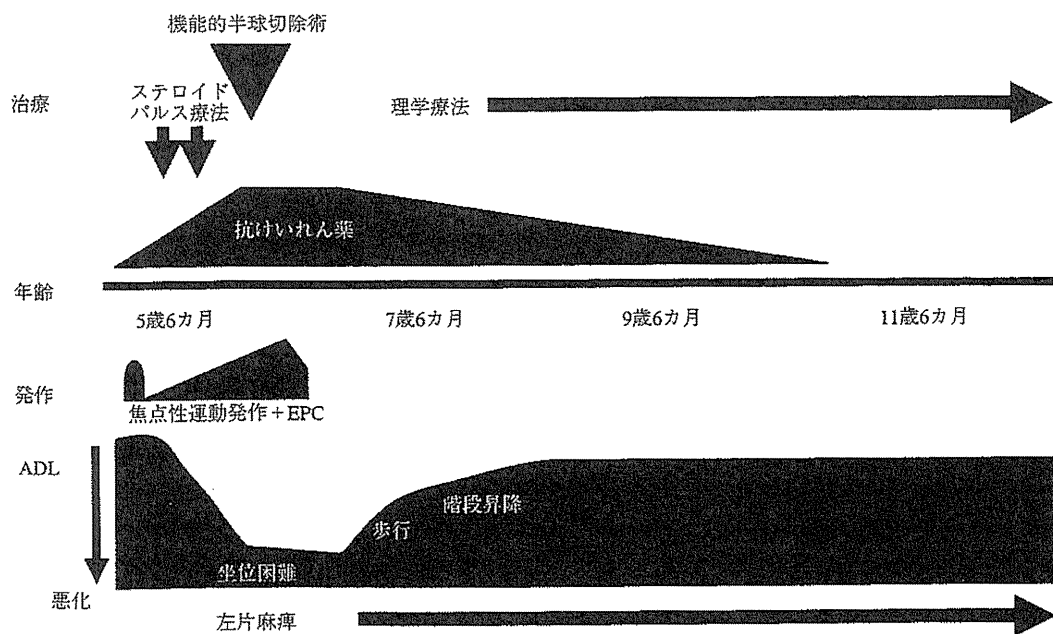 機能的半球切除術
治療
ステロイド
パルス療法
理学療法
抗けいれん薬
年齢
5歳6カ月
7歳6カ月
9歳6カ月
11歳6カ月
発作
焦点性運動発作+EPC
ADL
階段昇降
歩行
坐位困難
悪化
左片麻痺